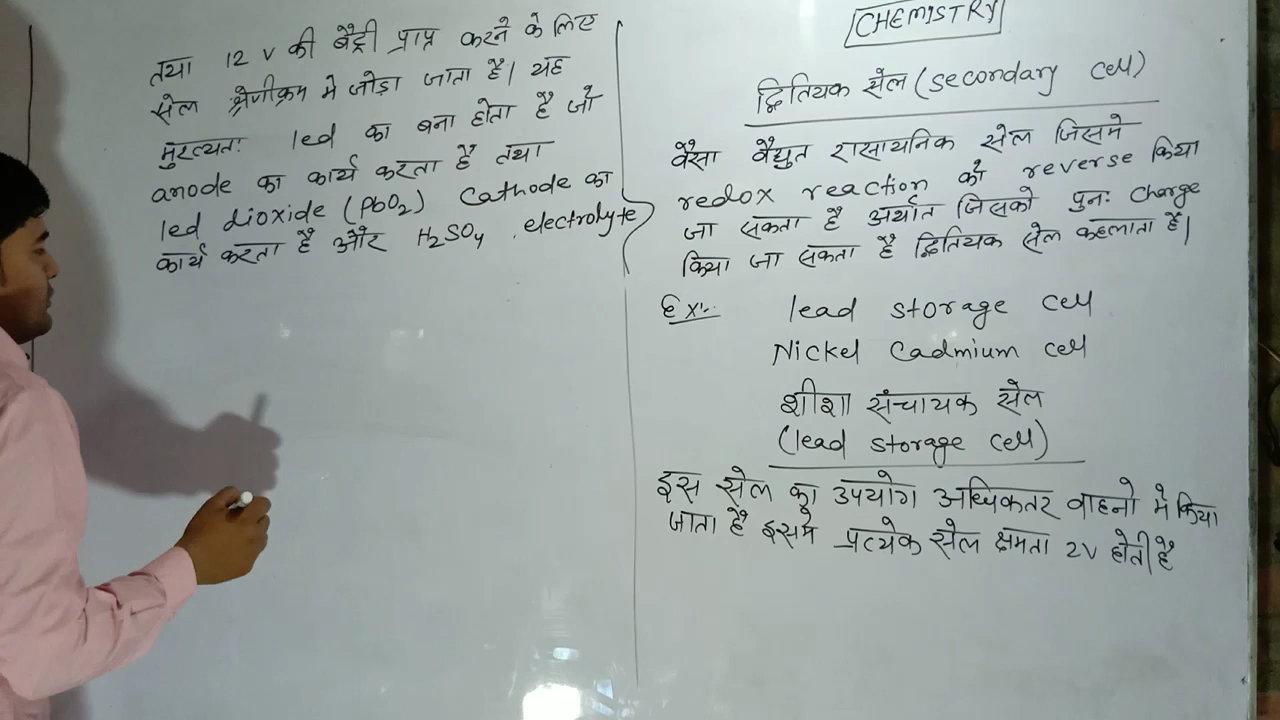 CHEMISTRY
द्वितियक सेल (secondary cell)
वैसा वैद्युत रासायनिक सेल जिसमे
redox reaction को reverse किया
जा सकता है अर्थात जिसको पुनः charge
किया जा सकता है द्वितियक सेल कहलाता है।
Ex:-
lead storage cell
Nickel Cadmium cell
शीशा संचायक सेल
(lead storage cell)
इस सेल का उपयोग अधिकतर वाहनो मे किया
जाता है इसमे प्रत्येक सेल क्षमता 2V होती है
तथा 12 V की बैट्री प्राप्त करने के लिए
सेल श्रेणीक्रम मे जोड़ा जाता है। यह
मुख्यतः led का बना होता है जो
anode का कार्य करता है तथा
led dioxide (PbO₂) Cathode का
कार्य करता है और H₂SO₄ electrolyte